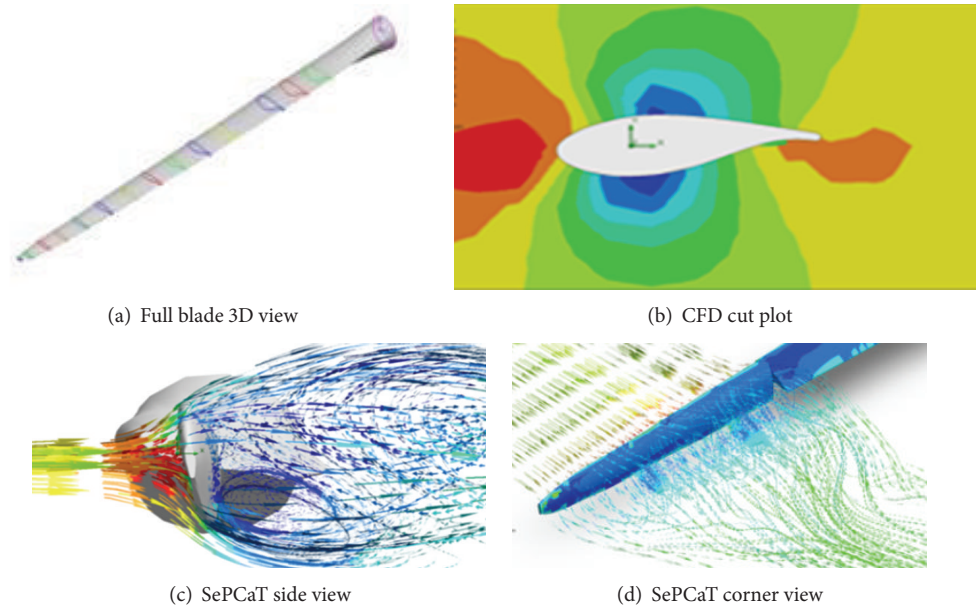 (a) Full blade 3D view
(b) CFD cut plot
(c) SePCaT side view
(d) SePCaT corner view